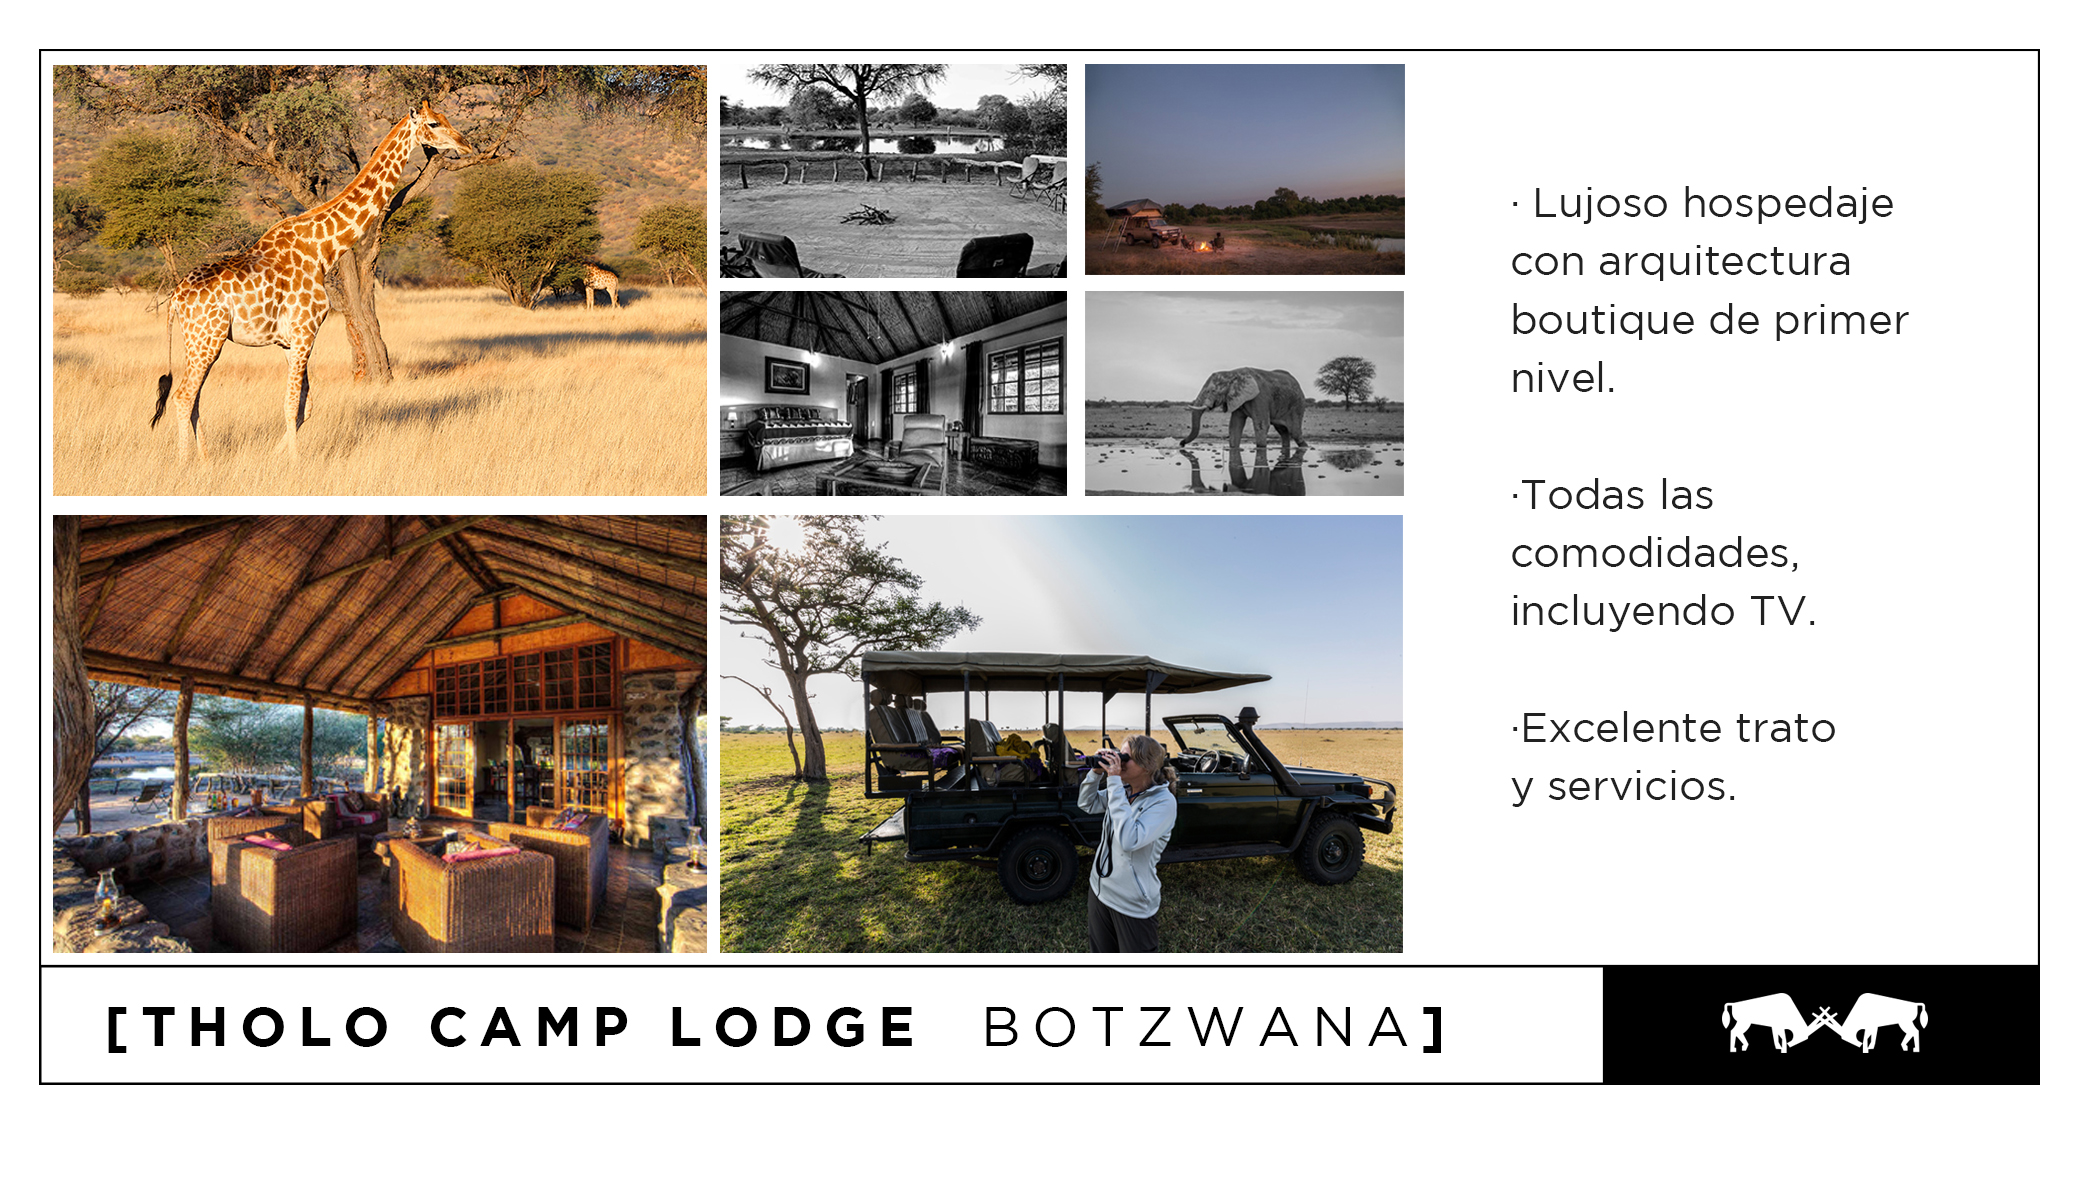 · Lujoso hospedaje
con arquitectura
boutique de primer
nivel.
·Todas las
comodidades,
incluyendo TV.
·Excelente trato
y servicios.
[THOLO CAMP LODGE BOTZWANA]